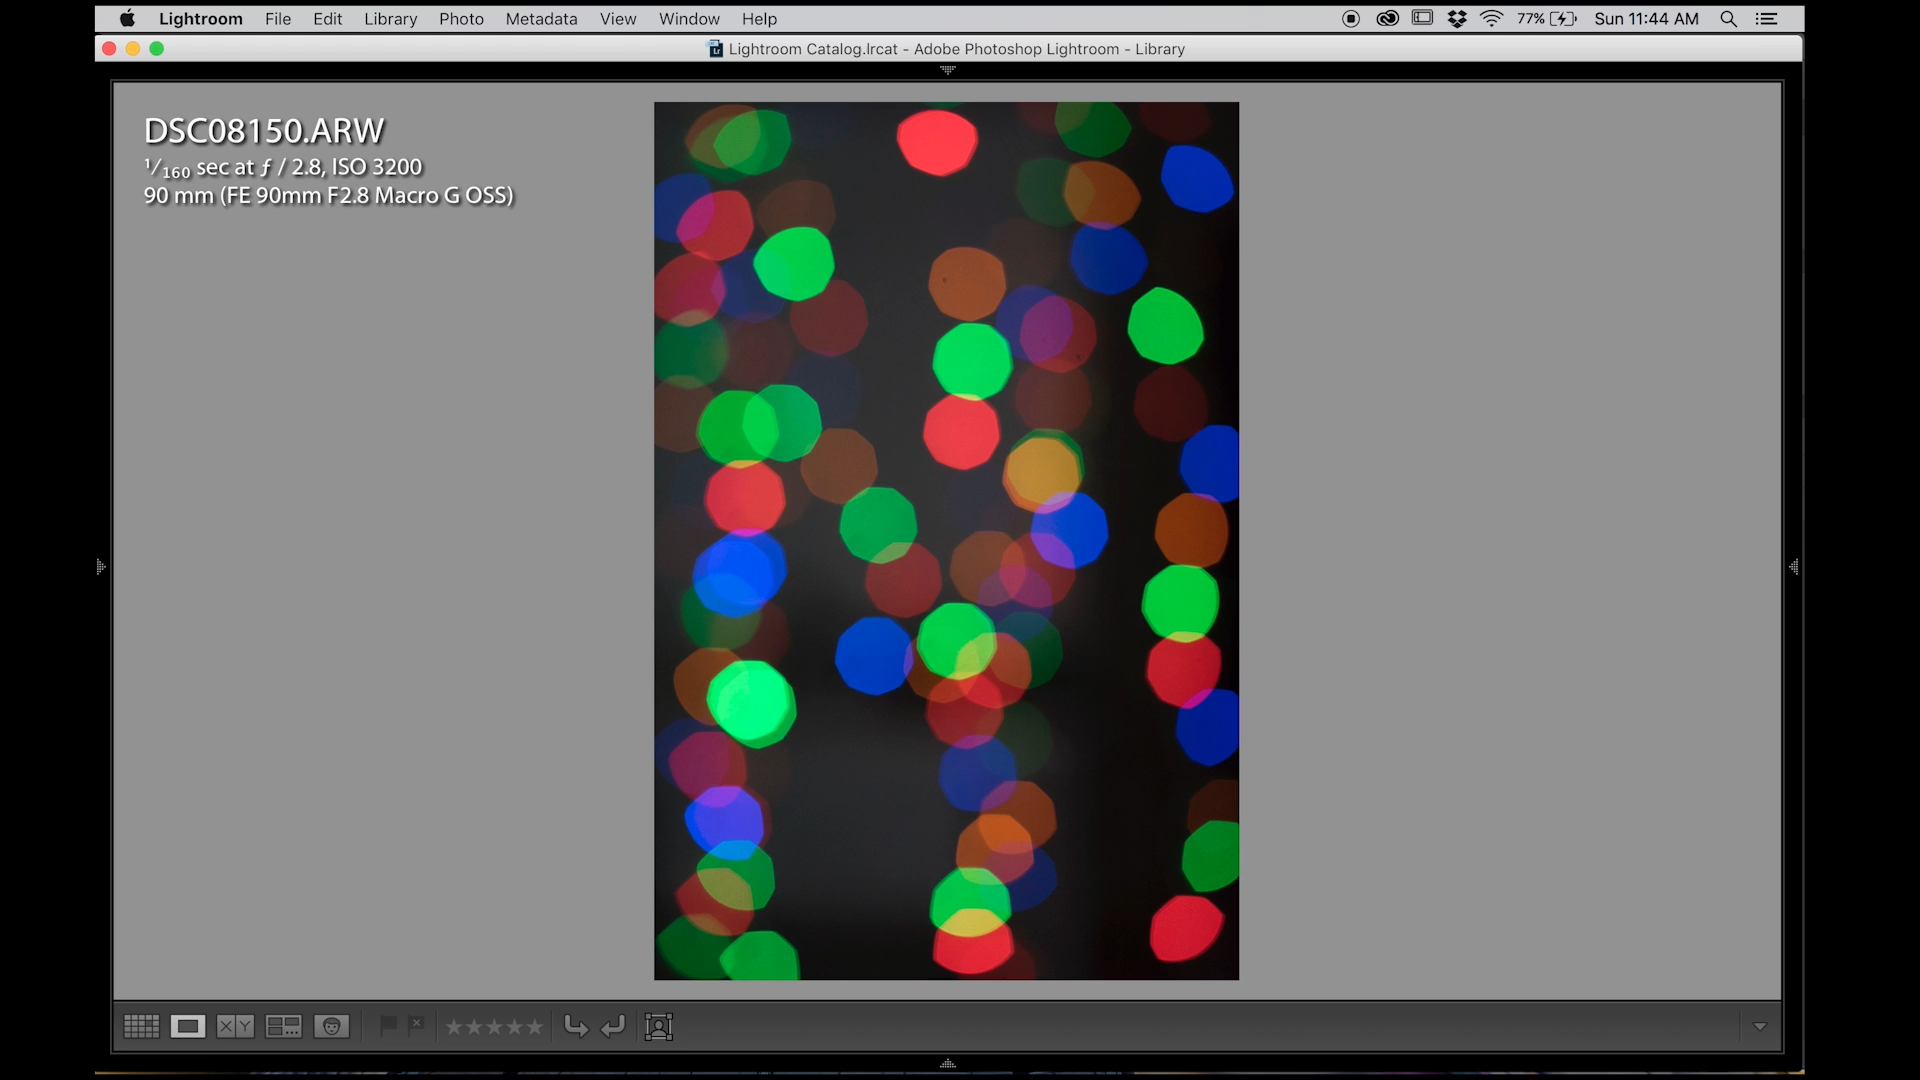 Lightroom File Edit Library Photo Metadata View Window Help 77% Sun 11:44 AM
Lr Lightroom Catalog.lrcat - Adobe Photoshop Lightroom - Library
DSC08150.ARW
1/160 sec at ƒ / 2.8, ISO 3200
90 mm (FE 90mm F2.8 Macro G OSS)
X Y